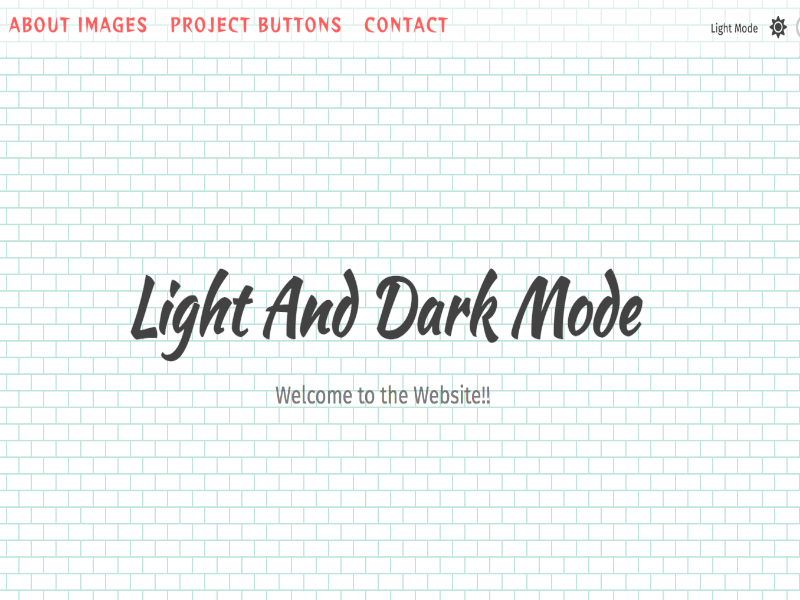 ABOUT IMAGES PROJECT BUTTONS CONTACT Light Mode
Light And Dark Mode
Welcome to the Website!!